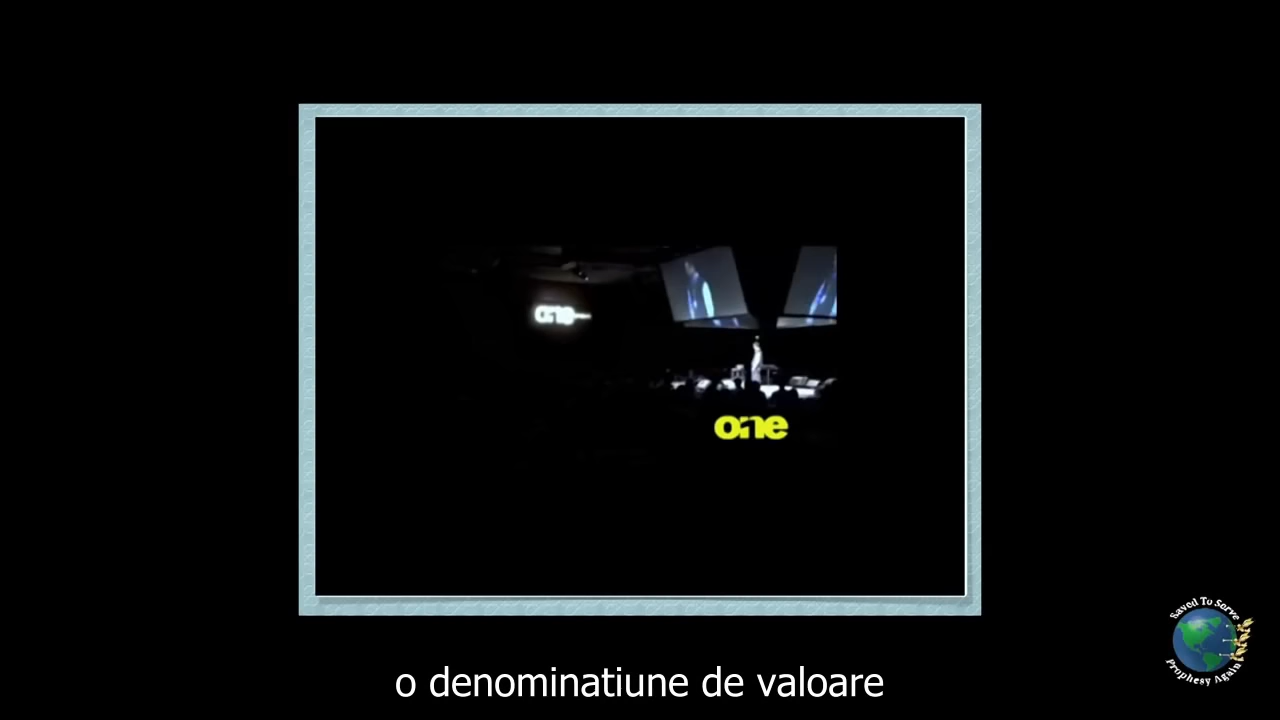 one
one
o denominatiune de valoare
Saved To Serve
Prophesy Again